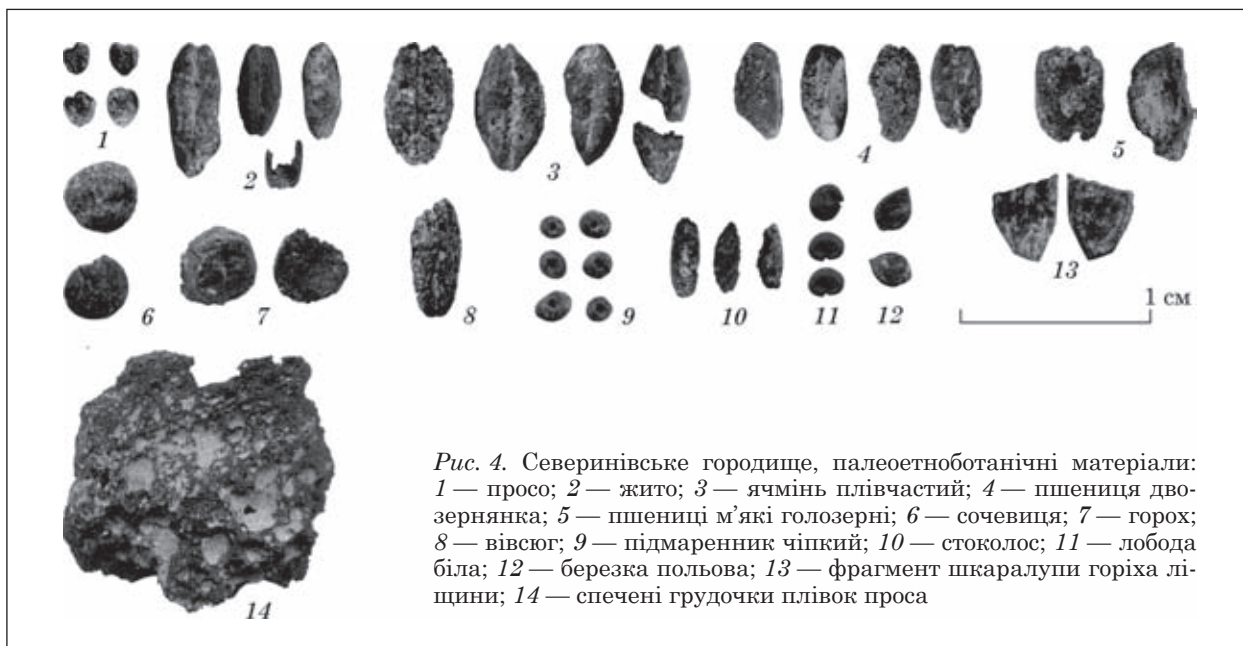 1
2
3
4
5
6
7
8
9
10
11
12
13
1 см
14
Рис. 4. Северинівське городище, палеоетноботанічні матеріали:
1 — просо; 2 — жито; 3 — ячмінь плівчастий; 4 — пшениця дво-
зернянка; 5 — пшениці м'які голозерні; 6 — сочевиця; 7 — горох;
8 — вівсюг; 9 — підмаренник чіпкий; 10 — стоколос; 11 — лобода
біла; 12 — березка польова; 13 — фрагмент шкаралупи горіха лі-
щини; 14 — спечені грудочки плівок проса